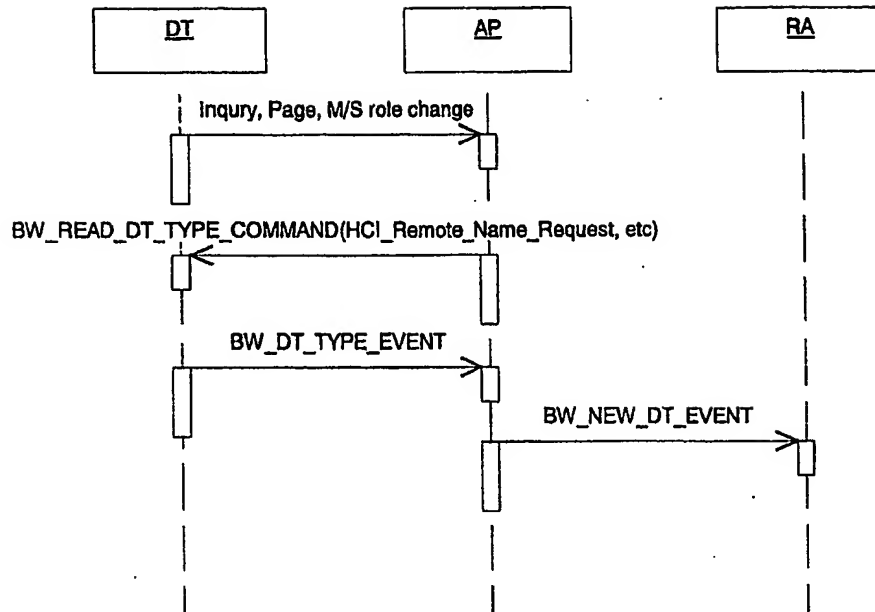 DT
AP
RA
Inqury, Page, M/S role change
BW_READ_DT_TYPE_COMMAND(HCI_Remote_Name_Request, etc)
BW_DT_TYPE_EVENT
BW_NEW_DT_EVENT